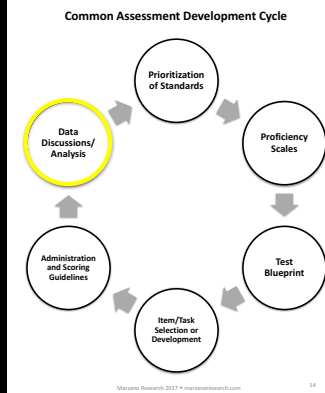 Common Assessment Development Cycle
Prioritization
of Standards
Proficiency
Scales
Test
Blueprint
Item/Task
Selection or
Development
Administration
and Scoring
Guidelines
Data
Discussions/
Analysis
Marzano Research 2017 • marzanoresearch.com
14